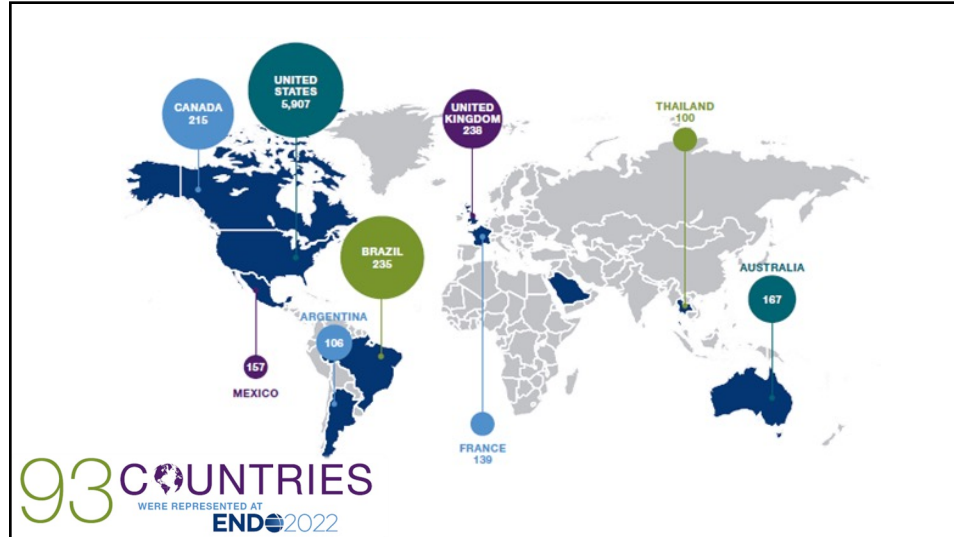 UNITED
STATES
5,907
CANADA
215
UNITED
KINGDOM
238
THAILAND
100
BRAZIL
235
AUSTRALIA
167
ARGENTINA
106
157
MEXICO
FRANCE
139
93 COUNTRIES
WERE REPRESENTED AT
ENDO2022